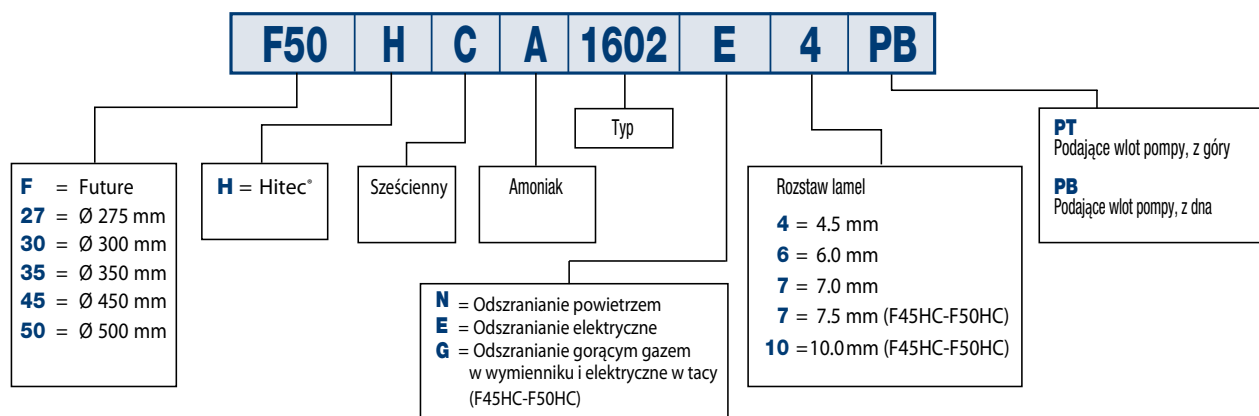 F50 H C A 1602 E 4 PB
F = Future
27 = Ø 275 mm
30 = Ø 300 mm
35 = Ø 350 mm
45 = Ø 450 mm
50 = Ø 500 mm
H = Hitec®
Sześcienny
Amoniak
Typ
N = Odszranianie powietrzem
E = Odszranianie elektryczne
G = Odszranianie gorącym gazem
w wymienniku i elektryczne w tacy
(F45HC-F50HC)
Rozstaw lamel
4 = 4.5 mm
6 = 6.0 mm
7 = 7.0 mm
7 = 7.5 mm (F45HC-F50HC)
10 =10.0 mm (F45HC-F50HC)
PT
Podające wlot pompy, z góry
PB
Podające wlot pompy, z dna